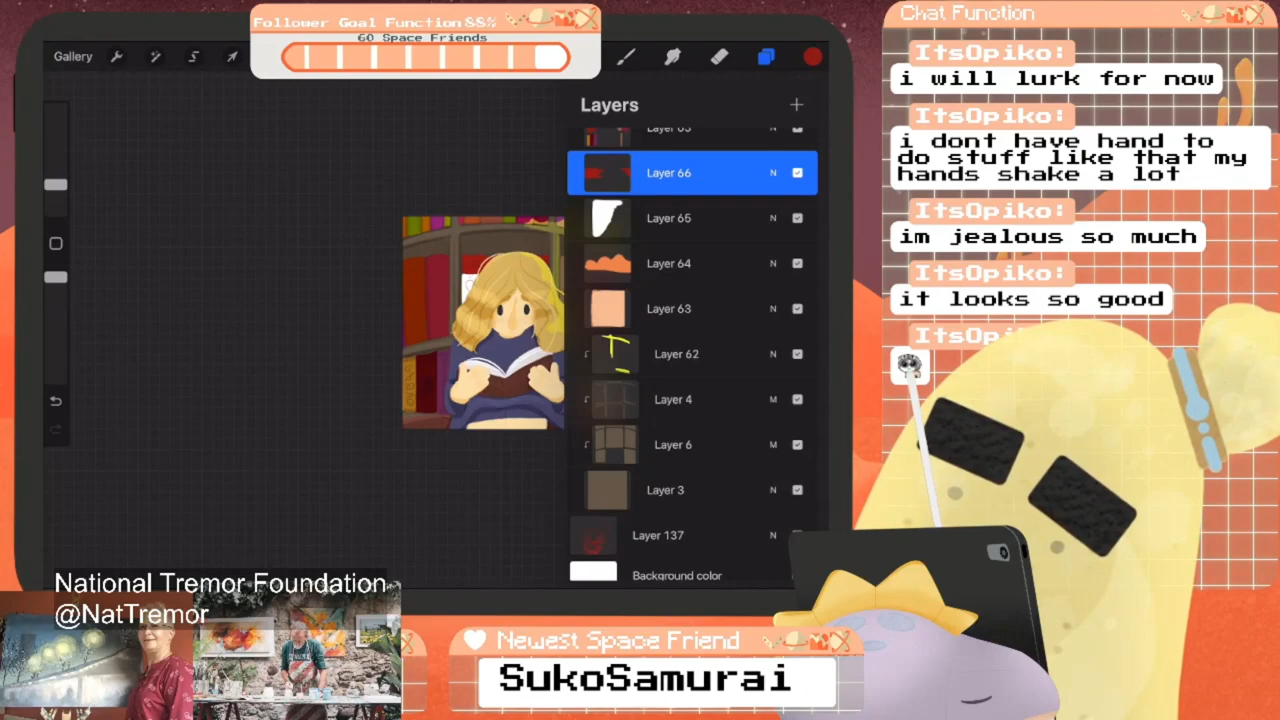 Follower Goal Function 88%
60 Space Friends
Gallery
Layers
Layer 66
N
Layer 65
N
Layer 64
N
Layer 63
N
Layer 62
N
Layer 4
M
Layer 6
M
Layer 3
N
Layer 137
N
Background color
National Tremor Foundation
@NatTremor
Newest Space Friend
SukoSamurai
Chat Function
ItsOpiko:
i will lurk for now
ItsOpiko:
i dont have hand to
do stuff like that my
hands shake a lot
ItsOpiko:
im jealous so much
ItsOpiko:
it looks so good